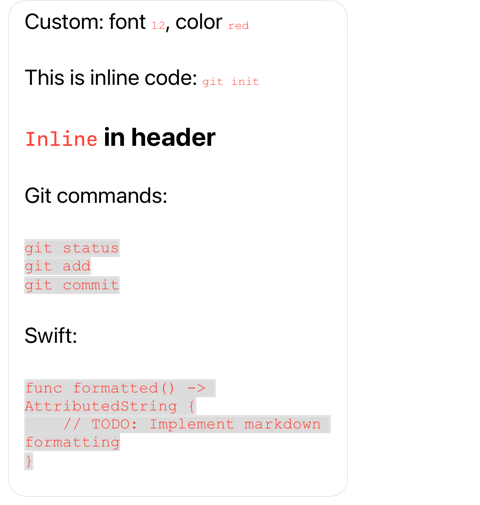 Custom: font 12, color red
This is inline code: git init
Inline in header
Git commands:
git status
git add
git commit
Swift:
func formatted() ->
AttributedString {
    // TODO: Implement markdown
formatting
}